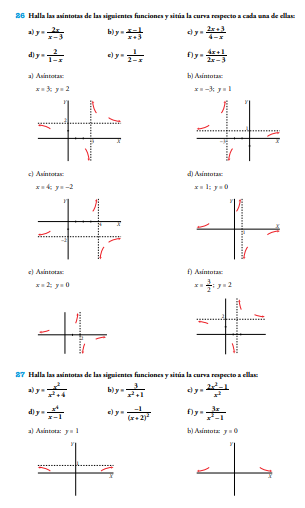 26 Halla las asíntotas de las siguientes funciones y sitúa la curva respecto a cada una de ellas:
a) y = 2x / x – 3 b) y = x – 1 / x + 3 c) y = 2x + 3 / 4 – x
d) y = 2 / 1 – x e) y = 1 / 2 – x f) y = 4x + 1 / 2x – 3
a) Asíntotas: b) Asíntotas:
x = 3; y = 2 x = –3; y = 1
Y Y
X X
c) Asíntotas: d) Asíntotas:
x = 4; y = –2 x = 1; y = 0
Y Y
X X
–2
e) Asíntotas: f) Asíntotas:
x = 2; y = 0 x = 3/2; y = 2
27 Halla las asíntotas de las siguientes funciones y sitúa la curva respecto a ellas:
a) y = x² / x² + 4 b) y = 3 / x² + 1 c) y = 2x² – 1 / x²
d) y = x⁴ / x – 1 e) y = –1 / (x + 2)² f) y = 3x / x² – 1
a) Asíntota: y = 1 b) Asíntota: y = 0
Y Y
X X